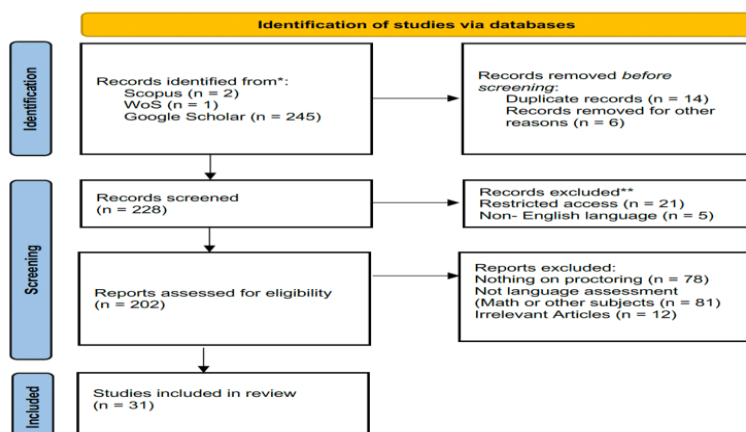 Identification of studies via databases
Identification
Records identified from*:
Scopus (n = 2)
WoS (n = 1)
Google Scholar (n = 245)
Records removed before
screening:
Duplicate records (n = 14)
Records removed for other
reasons (n = 6)
Screening
Records screened
(n = 228)
Records excluded**
Restricted access (n = 21)
Non- English language (n = 5)
Reports assessed for eligibility
(n = 202)
Reports excluded:
Nothing on proctoring (n = 78)
Not language assessment
(Math or other subjects (n = 81)
Irrelevant Articles (n = 12)
Included
Studies included in review
(n = 31)